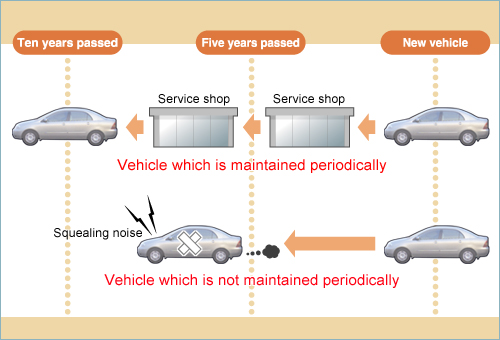 Ten years passed
Five years passed
New vehicle
Service shop
Service shop
Vehicle which is maintained periodically
Squealing noise
Vehicle which is not maintained periodically